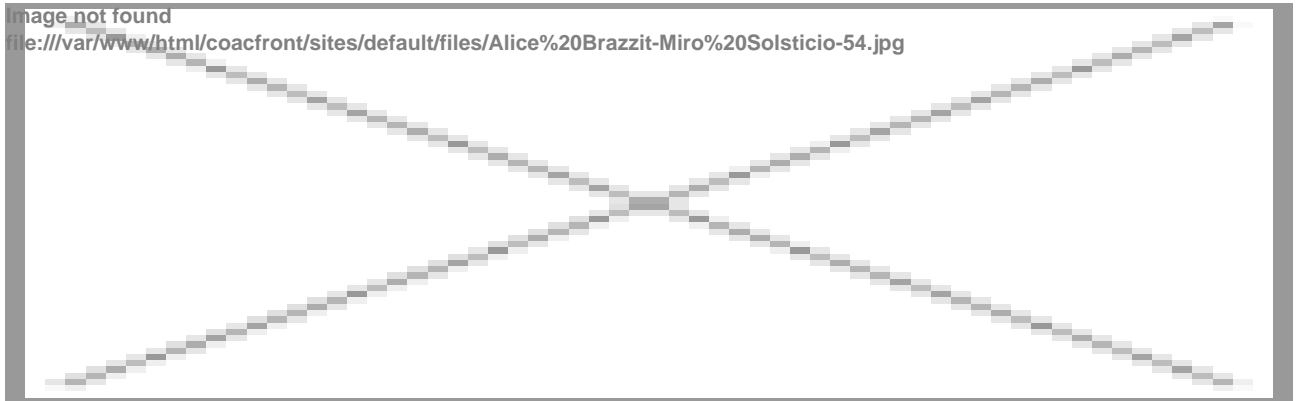 Image not found
file:///var/www/html/coacfront/sites/default/files/Alice%20Brazzit-Miro%20Solsticio-54.jpg